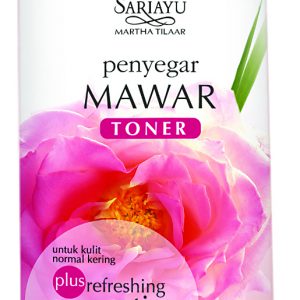 SARIAYU
MARTHA TILAAR
penyegar
MAWAR
TONER
untuk kulit
normal kering
plus refreshing